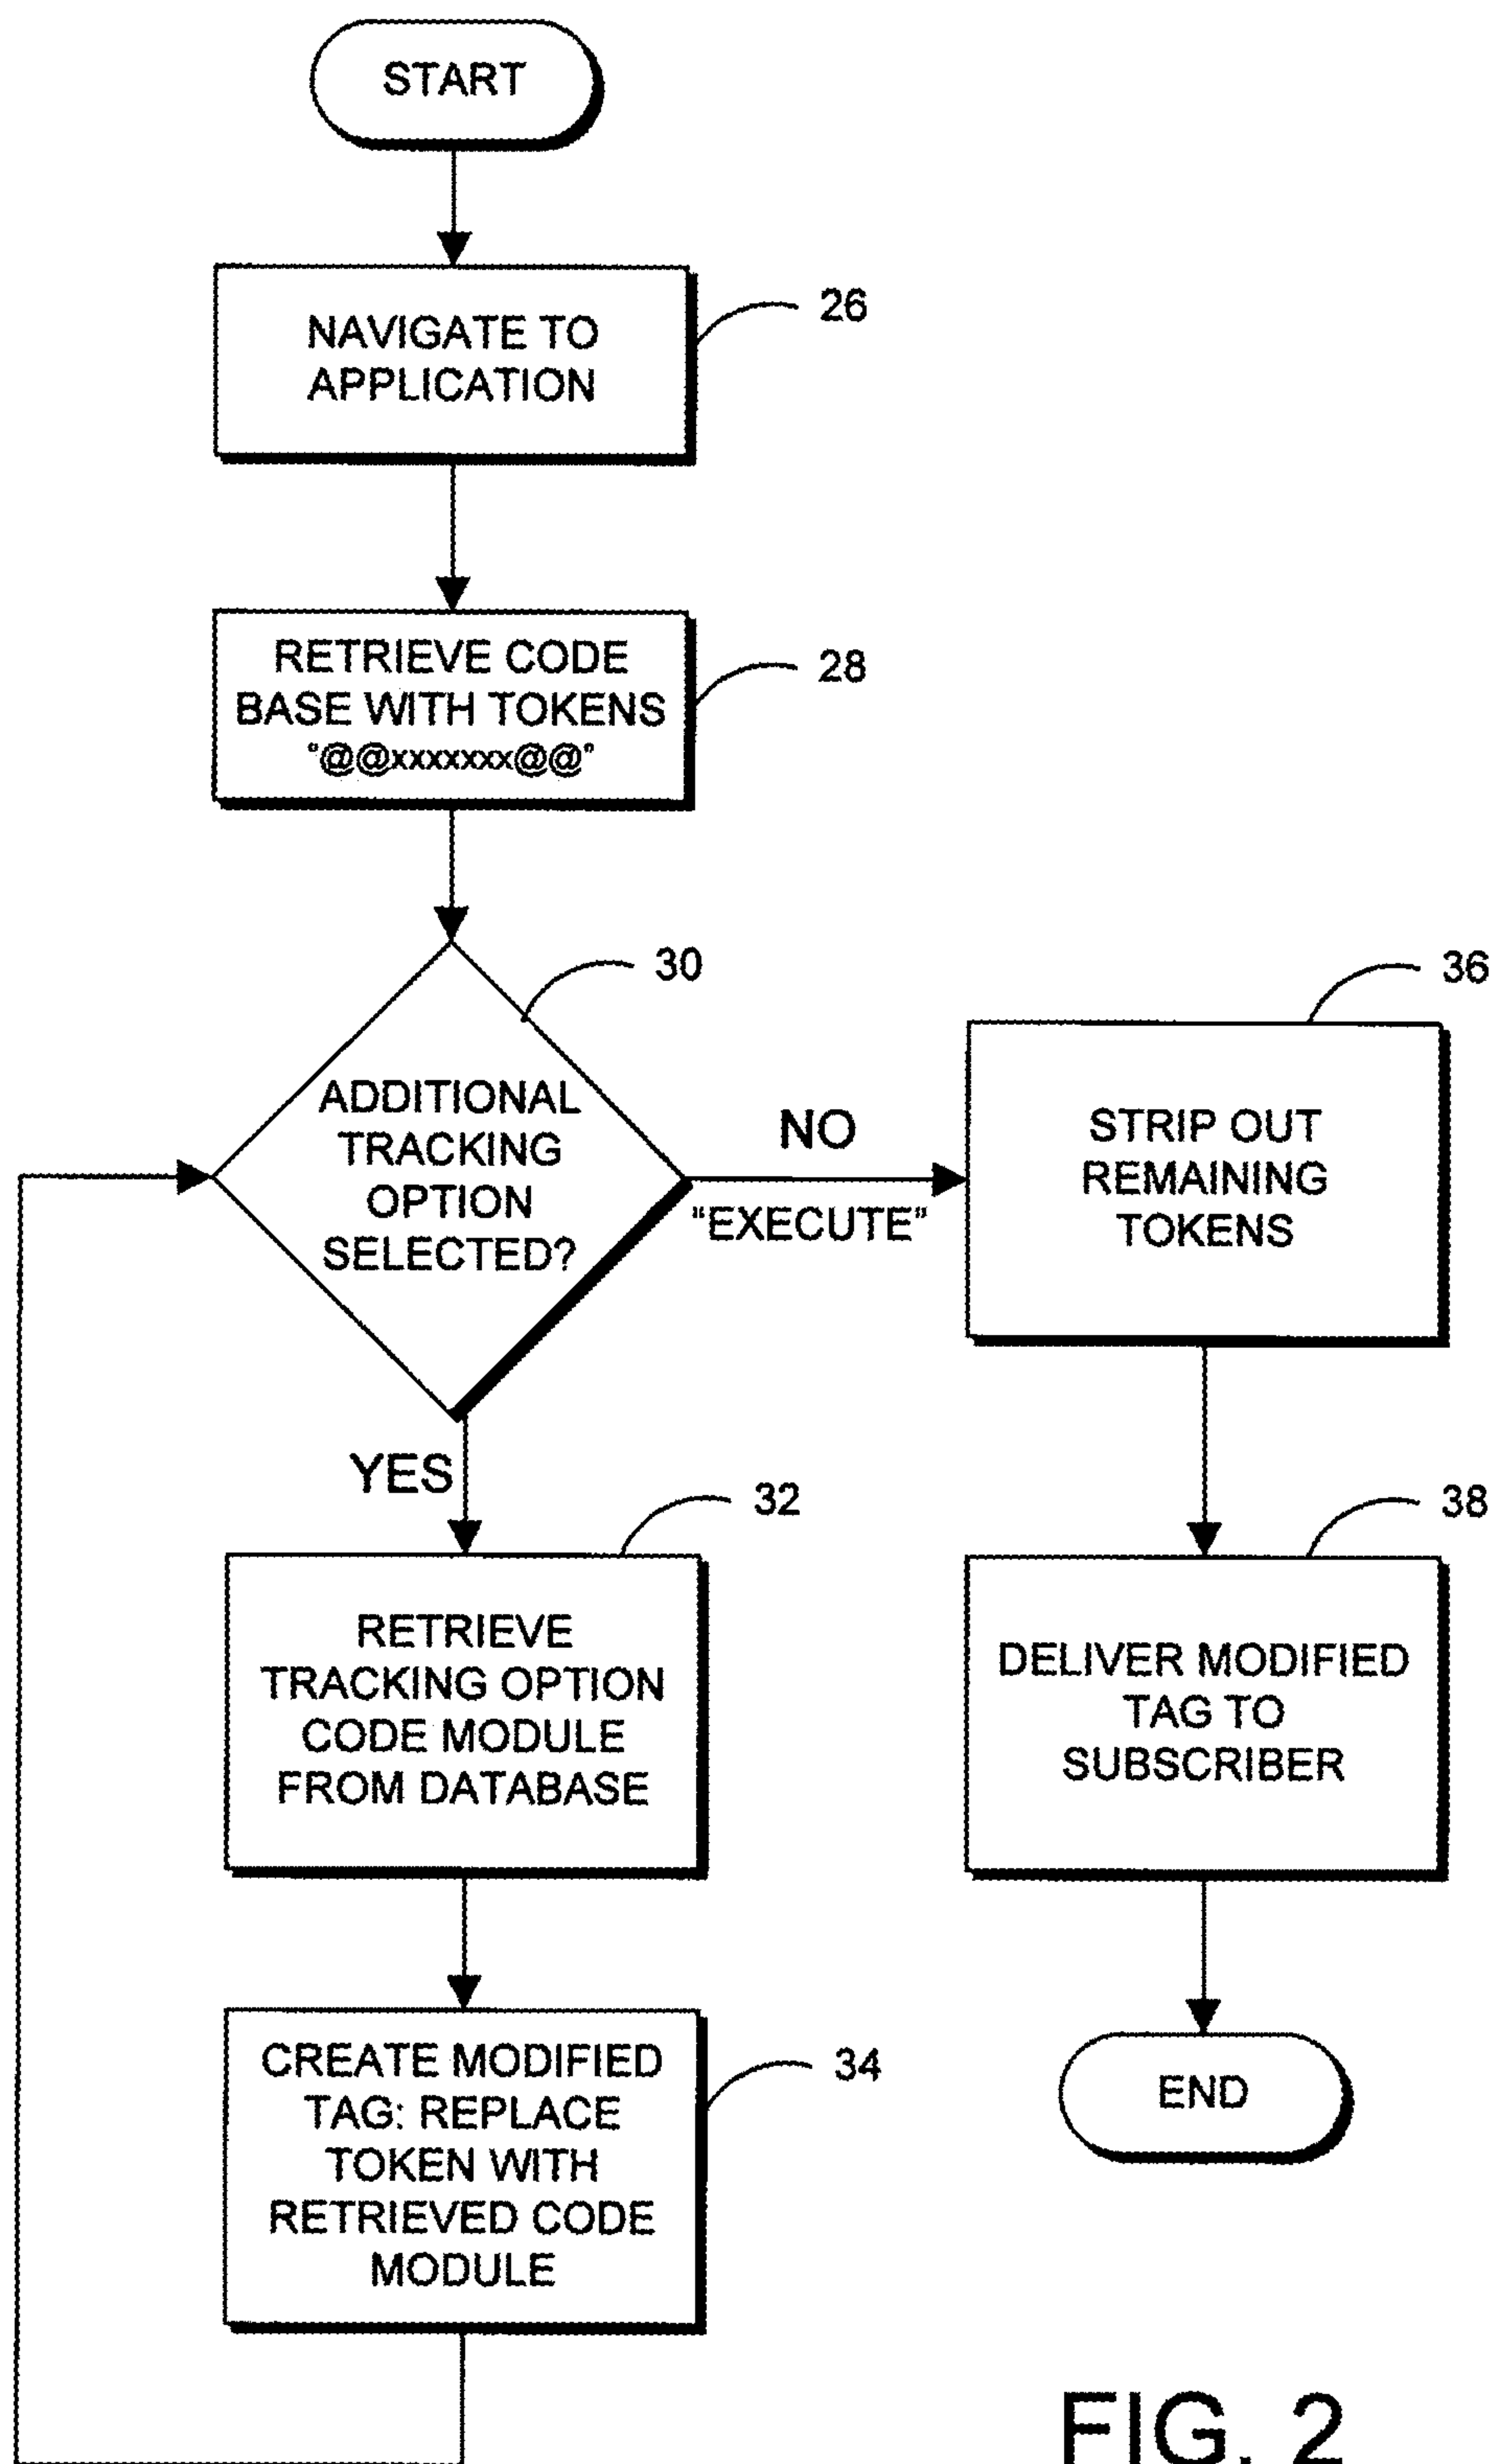 START
NAVIGATE TO
APPLICATION
26
RETRIEVE CODE
BASE WITH TOKENS
"@@xxxxxxx@@"
28
30
ADDITIONAL
TRACKING
OPTION
SELECTED?
NO
"EXECUTE"
36
STRIP OUT
REMAINING
TOKENS
YES
32
RETRIEVE
TRACKING OPTION
CODE MODULE
FROM DATABASE
38
DELIVER MODIFIED
TAG TO
SUBSCRIBER
CREATE MODIFIED
TAG: REPLACE
TOKEN WITH
RETRIEVED CODE
MODULE
34
END
FIG. 2